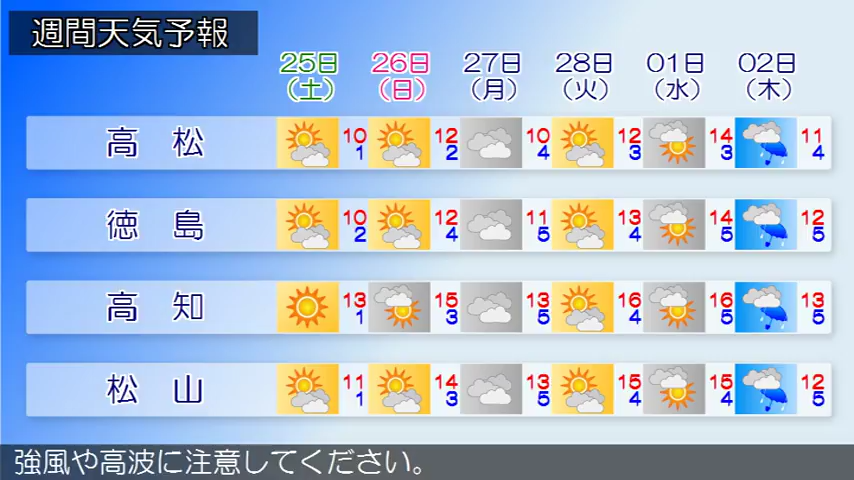 週間天気予報
25日 26日 27日 28日 01日 02日
（土） （日） （月） （火） （水） （木）
高 松 10 1 12 2 10 4 12 3 14 3 11 4
徳 島 10 2 12 4 11 5 13 4 14 5 12 5
高 知 13 1 15 3 13 5 16 4 16 5 13 5
松 山 11 1 14 3 13 5 15 4 15 4 12 5
強風や高波に注意してください。